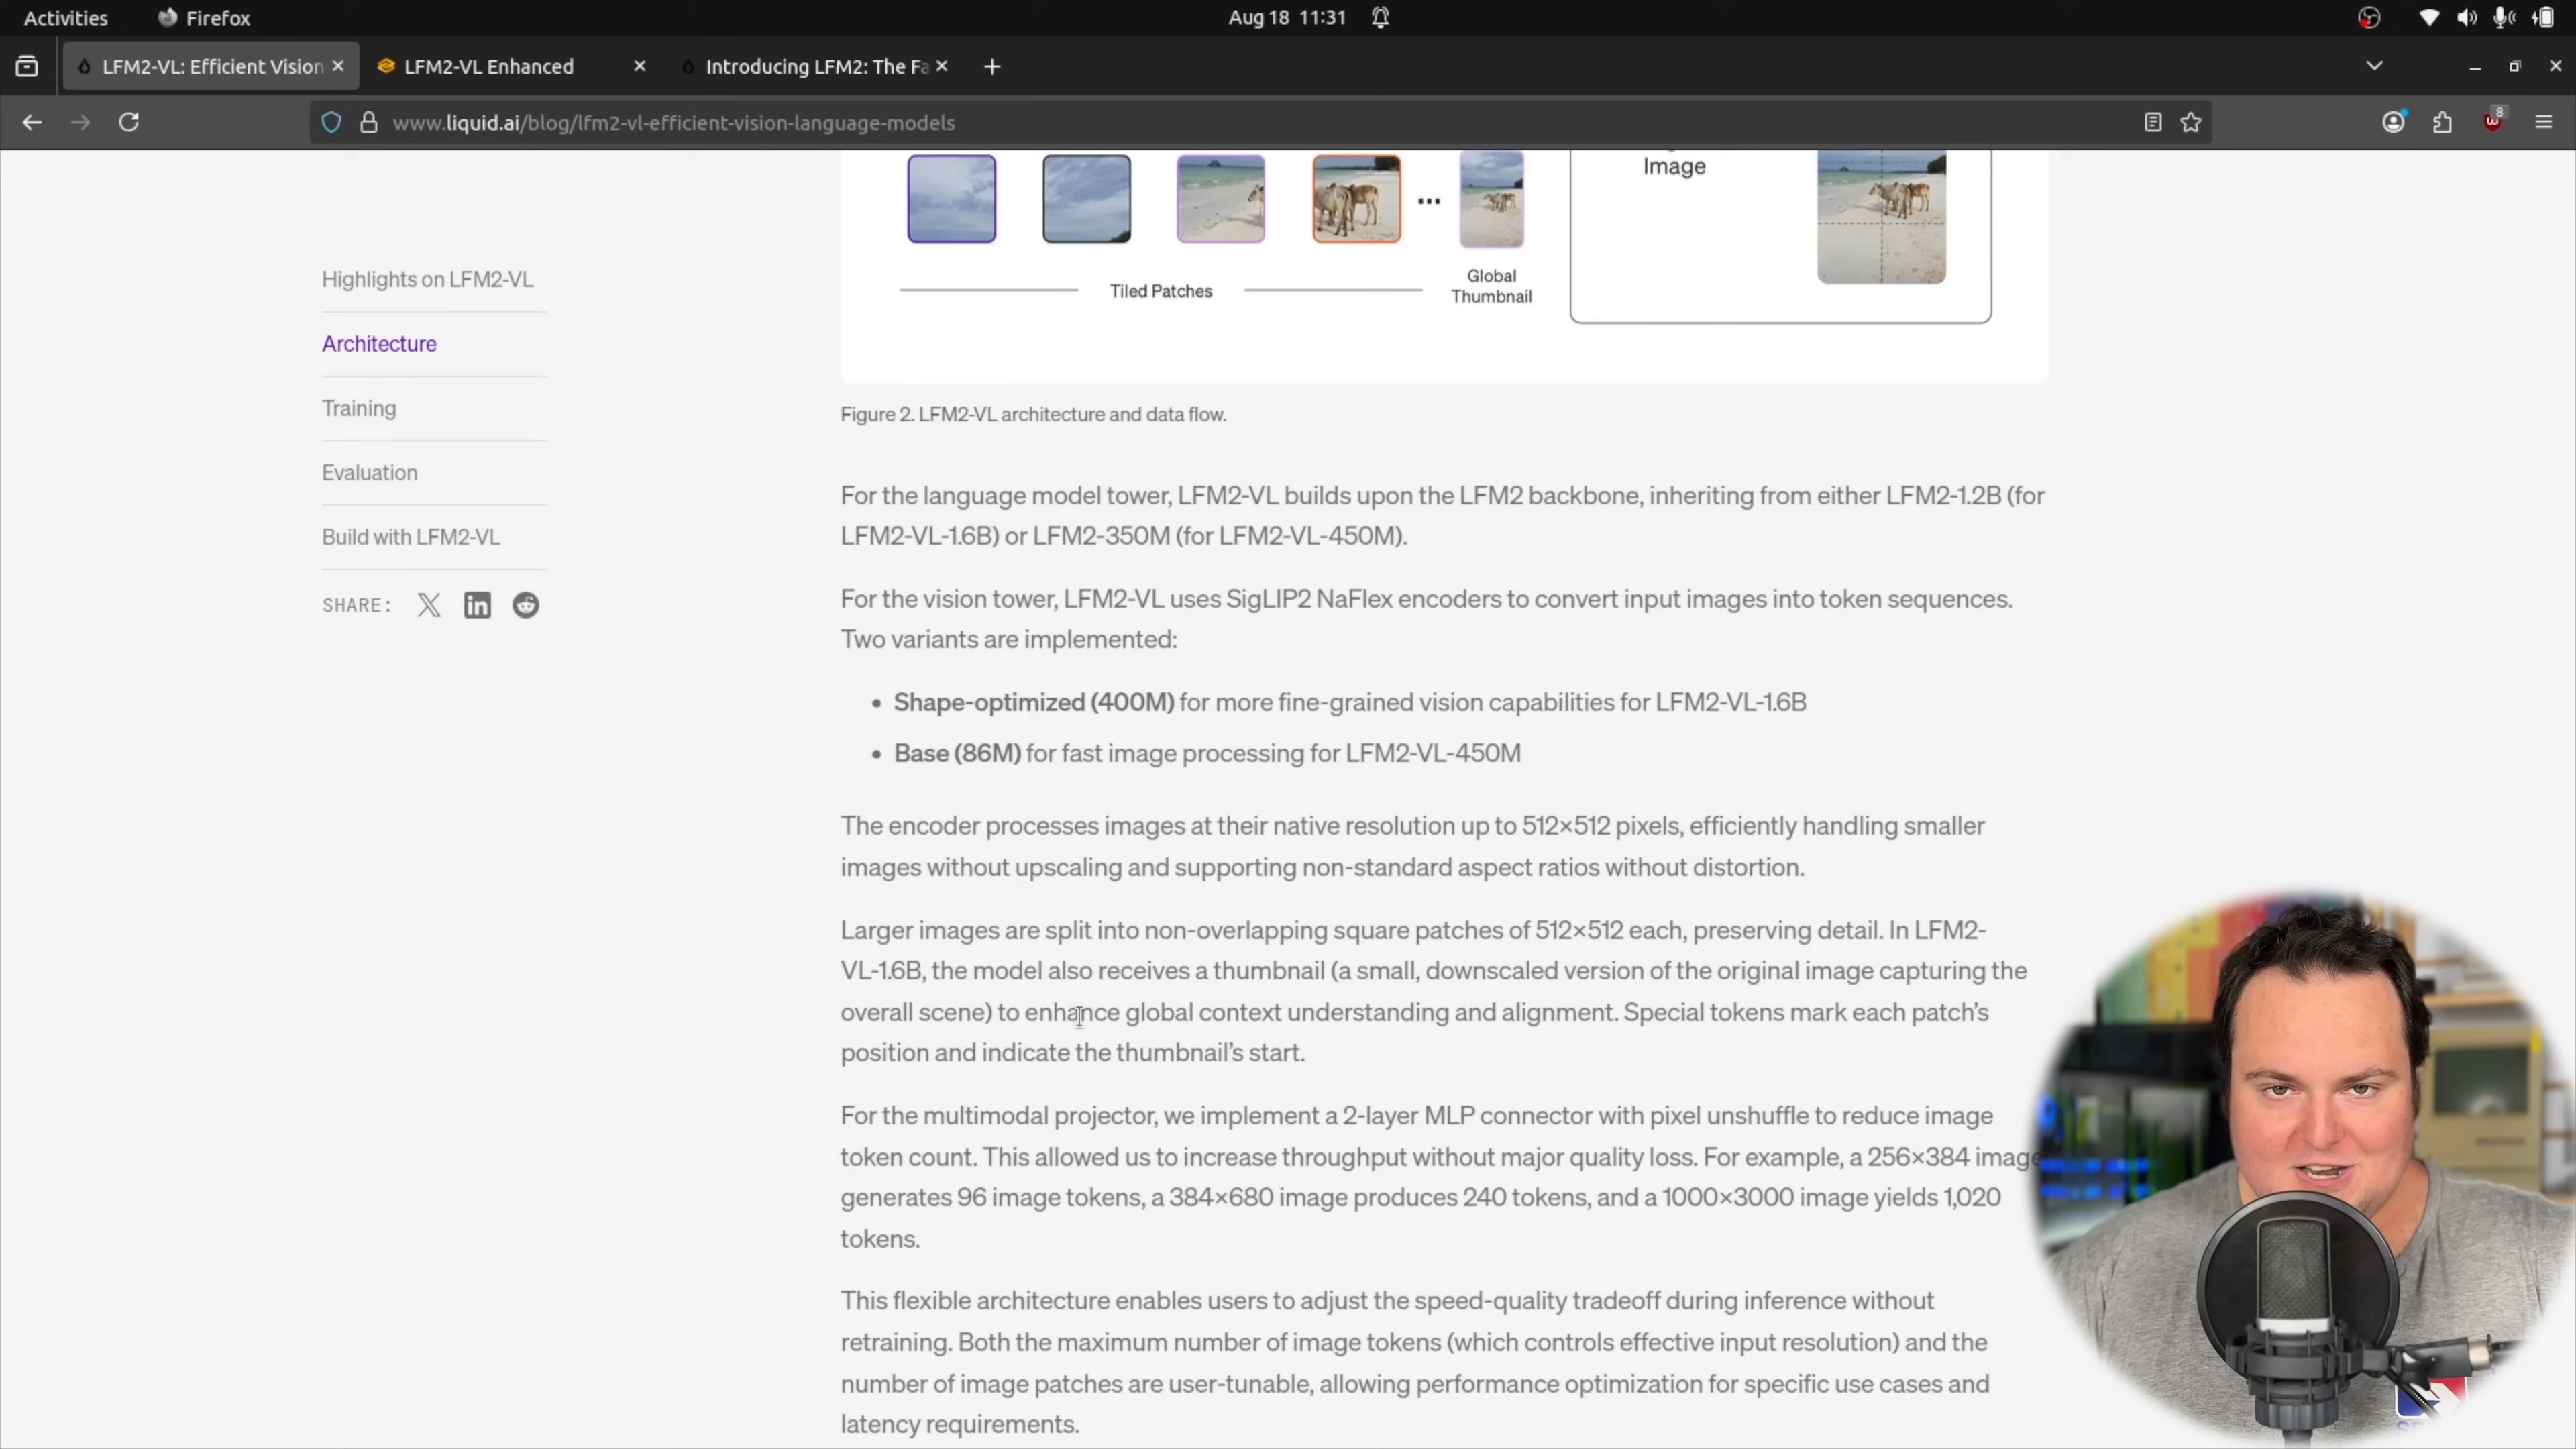 Activities Firefox Aug 18 11:31
LFM2-VL: Efficient Vision LFM2-VL Enhanced Introducing LFM2: The Fa
www.liquid.ai/blog/lfm2-vl-efficient-vision-language-models
8
Image
Global
Thumbnail
Tiled Patches
Highlights on LFM2-VL
Architecture
Training
Evaluation
Build with LFM2-VL
SHARE:
Figure 2. LFM2-VL architecture and data flow.
For the language model tower, LFM2-VL builds upon the LFM2 backbone, inheriting from either LFM2-1.2B (for
LFM2-VL-1.6B) or LFM2-350M (for LFM2-VL-450M).
For the vision tower, LFM2-VL uses SigLIP2 NaFlex encoders to convert input images into token sequences.
Two variants are implemented:
• Shape-optimized (400M) for more fine-grained vision capabilities for LFM2-VL-1.6B
• Base (86M) for fast image processing for LFM2-VL-450M
The encoder processes images at their native resolution up to 512×512 pixels, efficiently handling smaller
images without upscaling and supporting non-standard aspect ratios without distortion.
Larger images are split into non-overlapping square patches of 512×512 each, preserving detail. In LFM2-
VL-1.6B, the model also receives a thumbnail (a small, downscaled version of the original image capturing the
overall scene) to enhance global context understanding and alignment. Special tokens mark each patch's
position and indicate the thumbnail's start.
For the multimodal projector, we implement a 2-layer MLP connector with pixel unshuffle to reduce image
token count. This allowed us to increase throughput without major quality loss. For example, a 256×384 image
generates 96 image tokens, a 384×680 image produces 240 tokens, and a 1000×3000 image yields 1,020
tokens.
This flexible architecture enables users to adjust the speed-quality tradeoff during inference without
retraining. Both the maximum number of image tokens (which controls effective input resolution) and the
number of image patches are user-tunable, allowing performance optimization for specific use cases and
latency requirements.